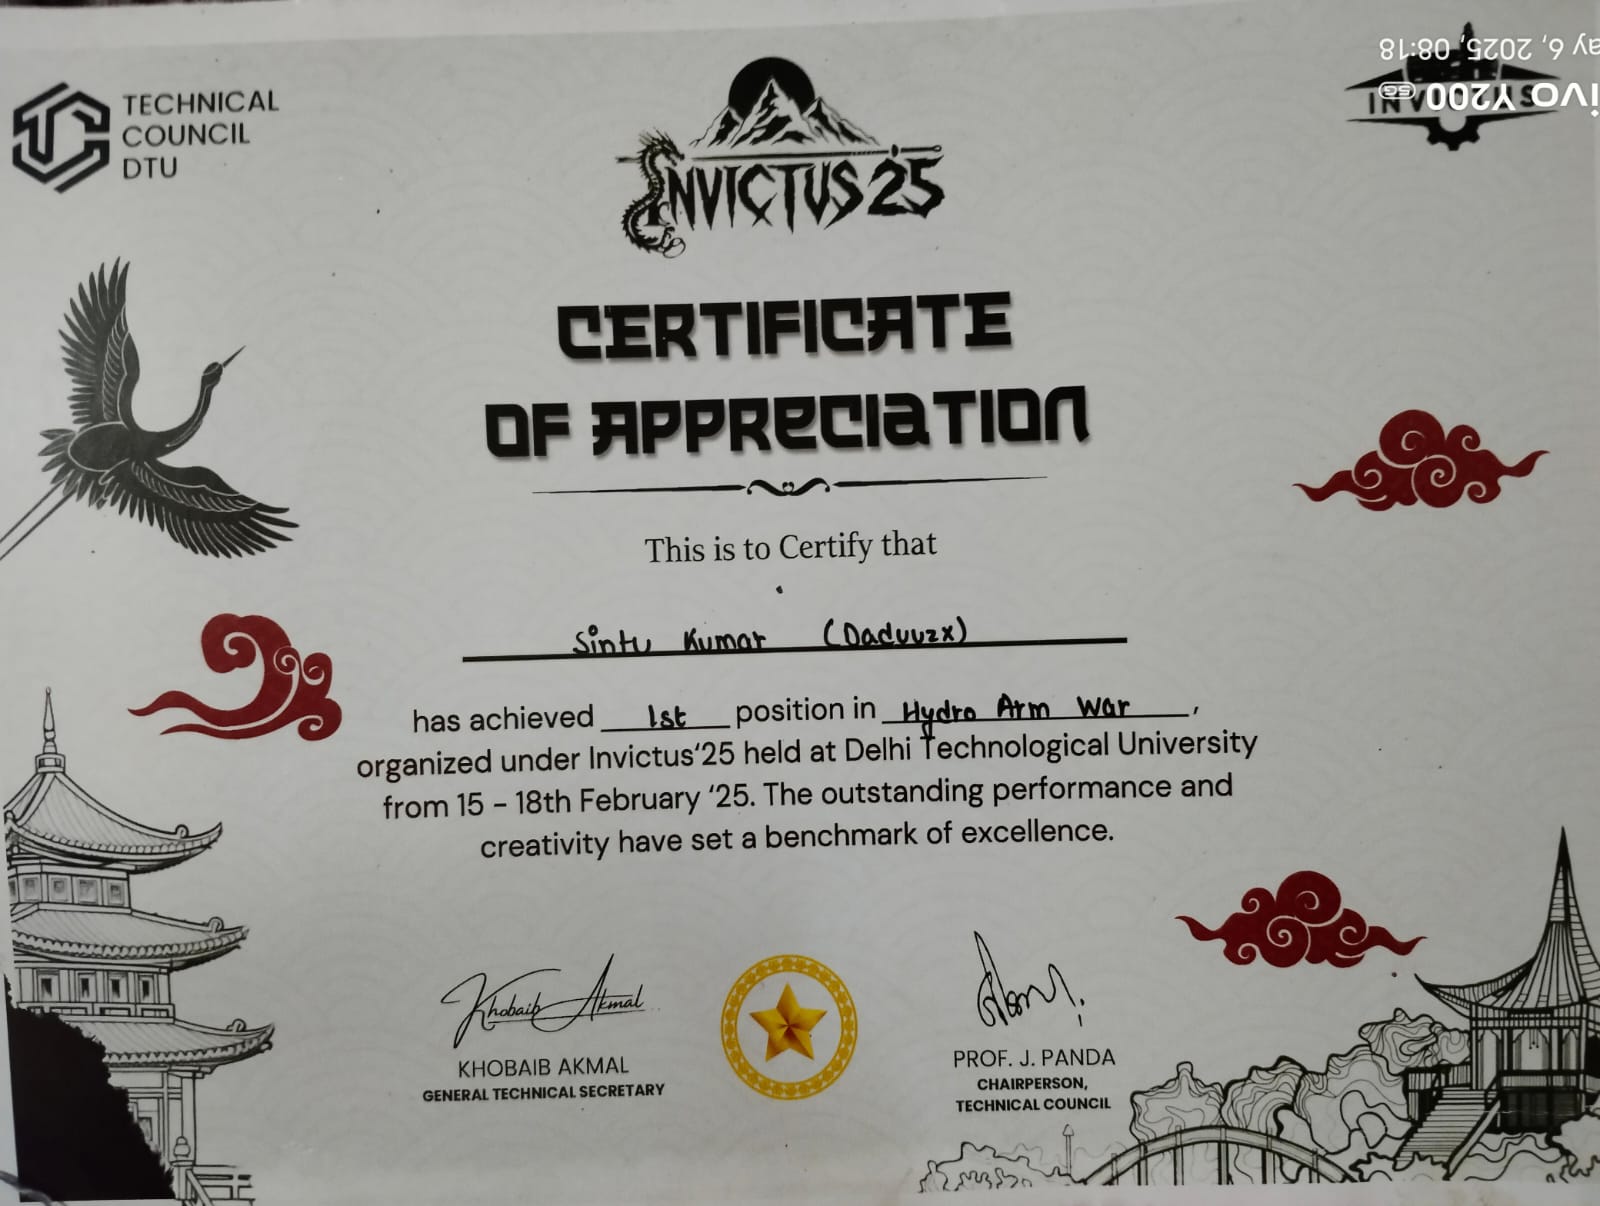 TECHNICAL
COUNCIL
DTU
INVICTUS 25
ay 6, 2025, 08:18
ivo Y200 5G
CERTIFICATE
OF APPRECIATION
This is to Certify that
Sintu Kumar (Daduuzx)
has achieved 1st position in Hydro Arm War,
organized under Invictus‘25 held at Delhi Technological University
from 15 – 18th February ‘25. The outstanding performance and
creativity have set a benchmark of excellence.
Khobaib Akmal
KHOBAIB AKMAL
GENERAL TECHNICAL SECRETARY
PROF. J. PANDA
CHAIRPERSON,
TECHNICAL COUNCIL